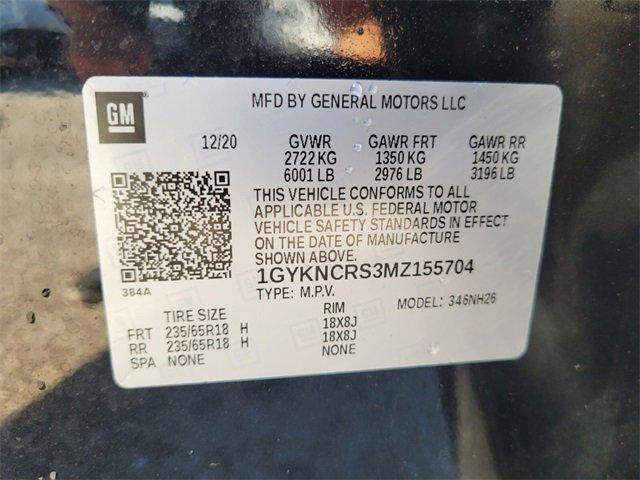 GM
MFD BY GENERAL MOTORS LLC
12/20 GVWR GAWR FRT GAWR RR
2722 KG 1350 KG 1450 KG
6001 LB 2976 LB 3196 LB
THIS VEHICLE CONFORMS TO ALL
APPLICABLE U.S. FEDERAL MOTOR
VEHICLE SAFETY STANDARDS IN EFFECT
ON THE DATE OF MANUFACTURE
SHOWN ABOVE.
384A
1GYKNCRS3MZ155704
TYPE: M.P.V. MODEL: 346NH26
TIRE SIZE RIM
FRT 235/65R18 H 18X8J
RR 235/65R18 H 18X8J
SPA NONE NONE